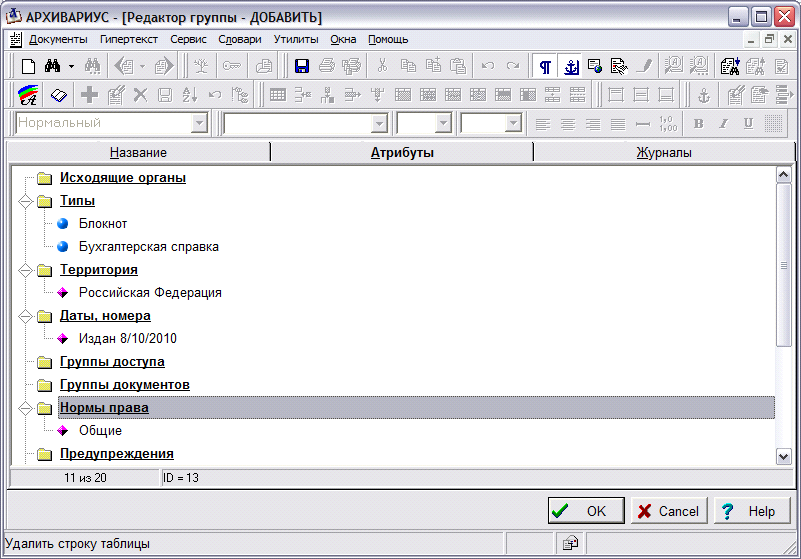 АРХИВАРИУС - [Редактор группы - ДОБАВИТЬ]
Документы Гипертекст Сервис Словари Утилиты Окна Помощь
Нормальный
B I U
Название Атрибуты Журналы
Исходящие органы
Типы
Блокнот
Бухгалтерская справка
Территория
Российская Федерация
Даты, номера
Издан 8/10/2010
Группы доступа
Группы документов
Нормы права
Общие
Предупреждения
11 из 20 ID = 13
OK Cancel Help
Удалить строку таблицы